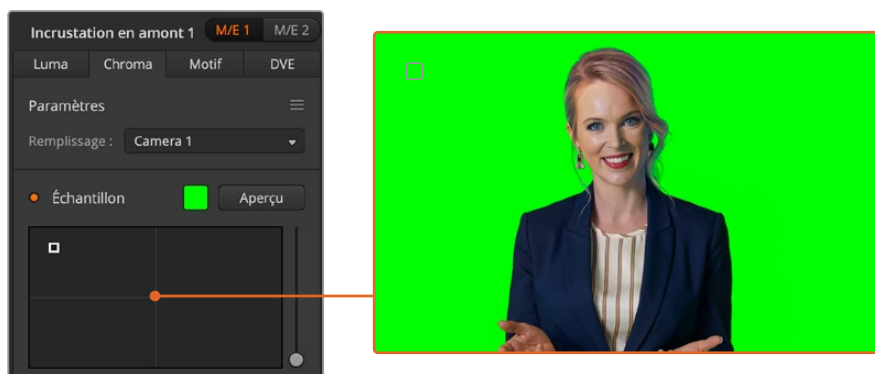 Incrustation en amont 1 M/E 1 M/E 2
Luma Chroma Motif DVE
Paramètres
Remplissage : Camera 1
Échantillon Aperçu